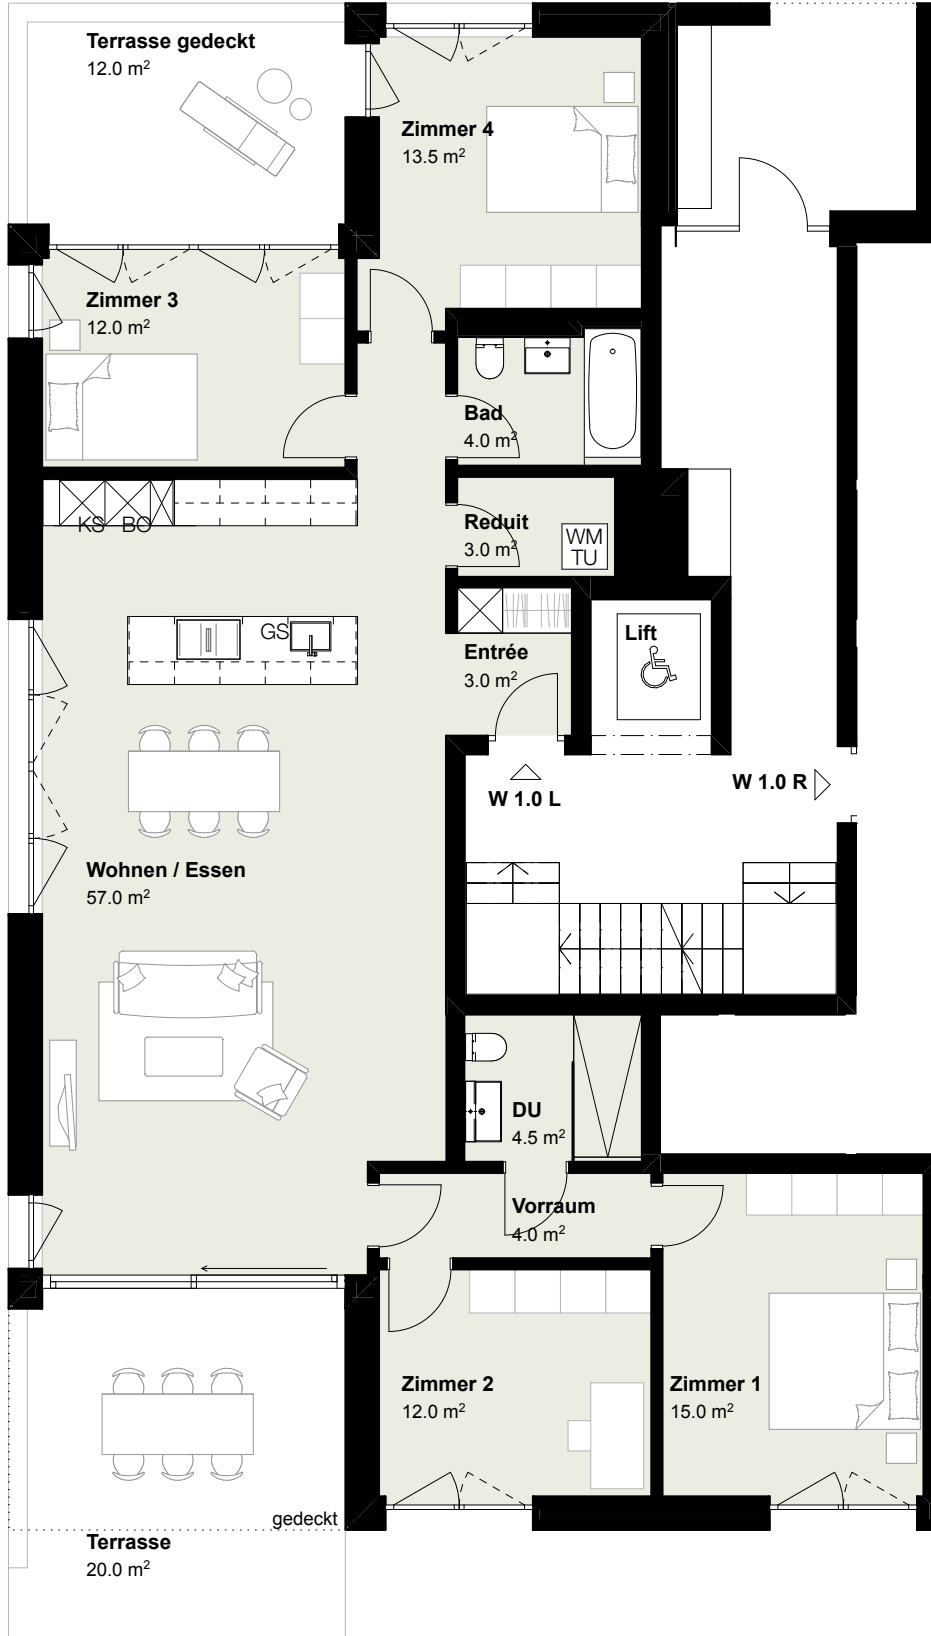 Terrasse gedeckt
12.0 m²
Zimmer 4
13.5 m²
Zimmer 3
12.0 m²
Bad
4.0 m²
KS BO
Reduit
3.0 m²
WM
TU
GS
Entrée
3.0 m²
Lift
W 1.0 L
W 1.0 R
Wohnen / Essen
57.0 m²
DU
4.5 m²
Vorraum
4.0 m²
Zimmer 2
12.0 m²
Zimmer 1
15.0 m²
gedeckt
Terrasse
20.0 m²